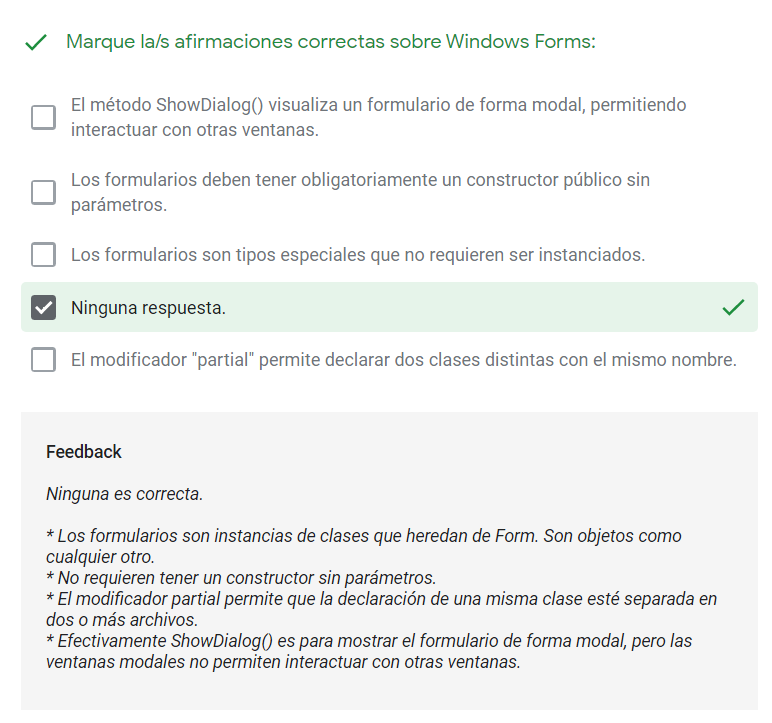 Marque la/s afirmaciones correctas sobre Windows Forms:
El método ShowDialog() visualiza un formulario de forma modal, permitiendo
interactuar con otras ventanas.
Los formularios deben tener obligatoriamente un constructor público sin
parámetros.
Los formularios son tipos especiales que no requieren ser instanciados.
Ninguna respuesta.
El modificador "partial" permite declarar dos clases distintas con el mismo nombre.
Feedback
Ninguna es correcta.
* Los formularios son instancias de clases que heredan de Form. Son objetos como
cualquier otro.
* No requieren tener un constructor sin parámetros.
* El modificador partial permite que la declaración de una misma clase esté separada en
dos o más archivos.
* Efectivamente ShowDialog() es para mostrar el formulario de forma modal, pero las
ventanas modales no permiten interactuar con otras ventanas.